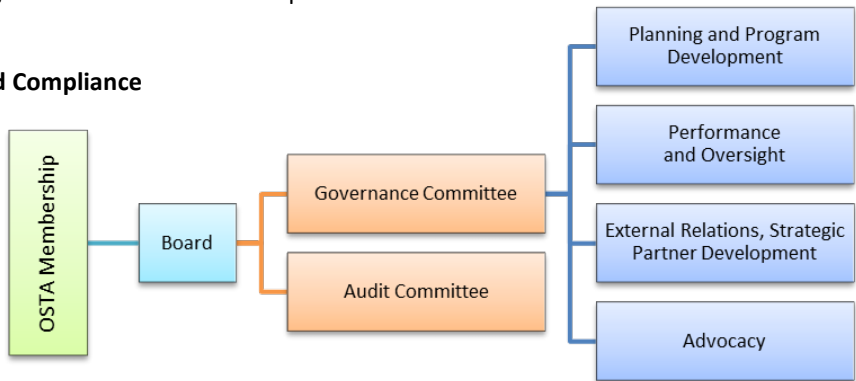 Compliance
Planning and Program
Development
Performance
and Oversight
OSTA Membership
Board
Governance Committee
External Relations, Strategic
Partner Development
Audit Committee
Advocacy